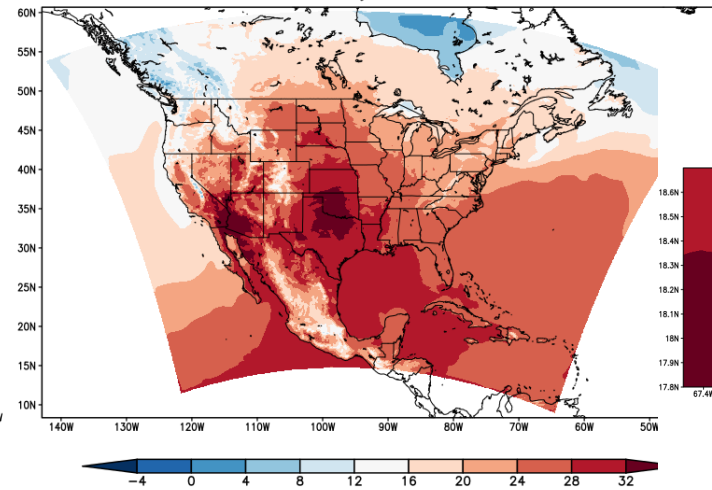 60N
55N
50N
45N
40N
35N
30N
25N
20N
15N
10N
140W 130W 120W 110W 100W 90W 80W 70W 60W 50W
−4 0 4 8 12 16 20 24 28 32
18.6N
18.5N
18.4N
18.3N
18.2N
18.1N
18N
17.9N
17.8N